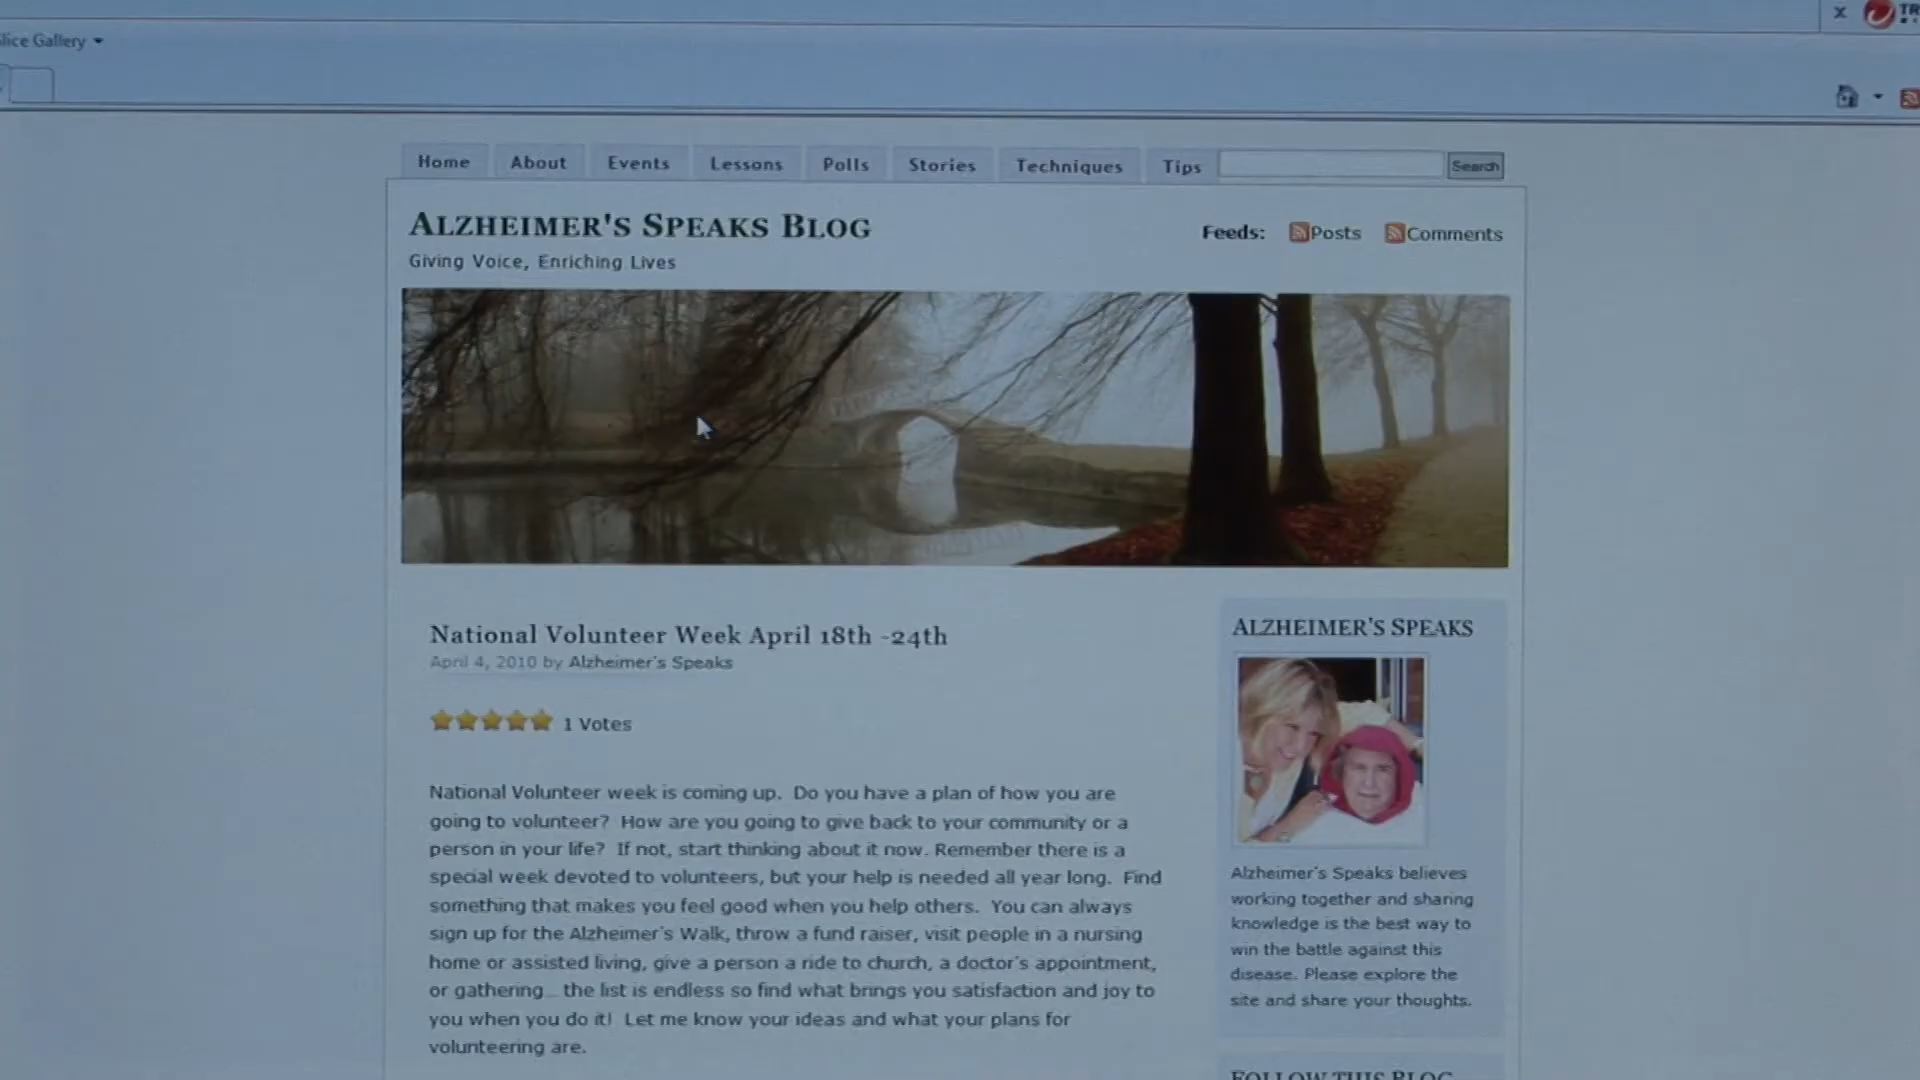 Slice Gallery
Home About Events Lessons Polls Stories Techniques Tips Search
ALZHEIMER'S SPEAKS BLOG
Giving Voice, Enriching Lives
Feeds: Posts Comments
National Volunteer Week April 18th -24th
April 4, 2010 by Alzheimer's Speaks
1 Votes
National Volunteer week is coming up. Do you have a plan of how you are
going to volunteer? How are you going to give back to your community or a
person in your life? If not, start thinking about it now. Remember there is a
special week devoted to volunteers, but your help is needed all year long. Find
something that makes you feel good when you help others. You can always
sign up for the Alzheimer's Walk, throw a fund raiser, visit people in a nursing
home or assisted living, give a person a ride to church, a doctor's appointment,
or gathering... the list is endless so find what brings you satisfaction and joy to
you when you do it! Let me know your ideas and what your plans for
volunteering are.
ALZHEIMER'S SPEAKS
Alzheimer's Speaks believes
working together and sharing
knowledge is the best way to
win the battle against this
disease. Please explore the
site and share your thoughts.
FOLLOW THIS BLOG